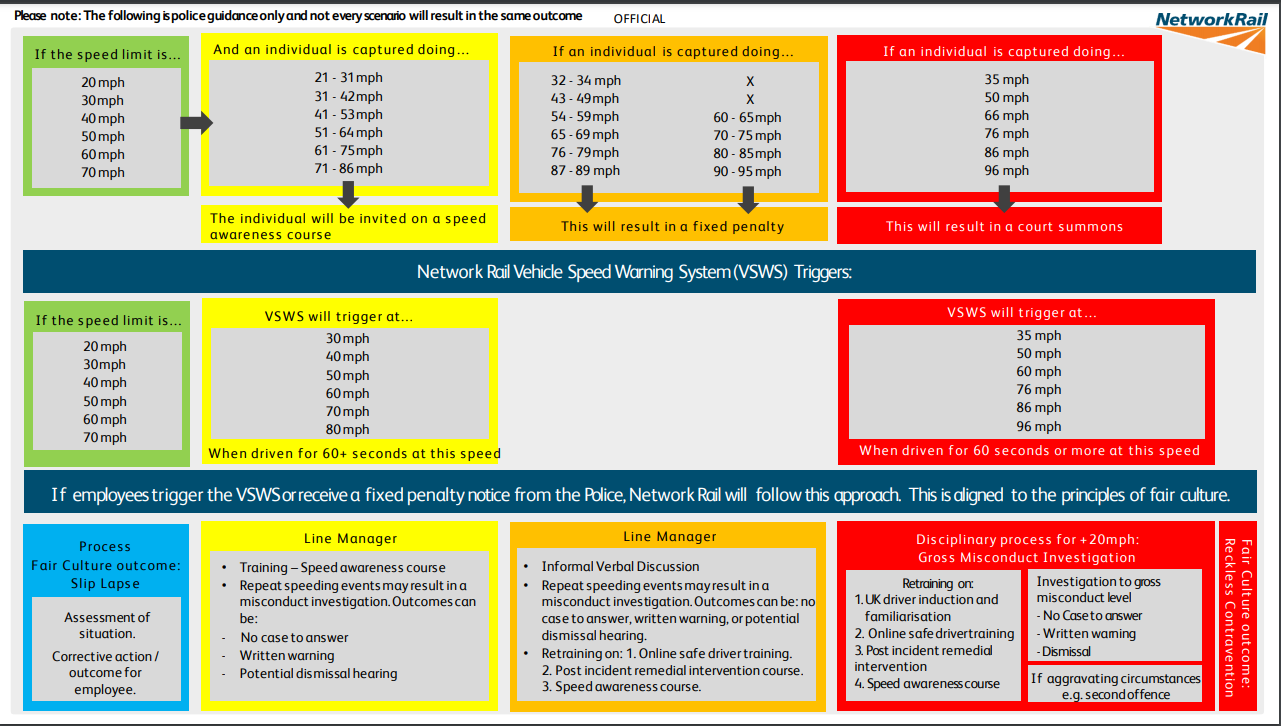 Please note: The following is police guidance only and not every scenario will result in the same outcome
OFFICIAL
NetworkRail
If the speed limit is...
20 mph
30 mph
40 mph
50 mph
60 mph
70 mph
And an individual is captured doing...
21 - 31 mph
31 - 42 mph
41 - 53 mph
51 - 64 mph
61 - 75 mph
71 - 86 mph
The individual will be invited on a speed
awareness course
If an individual is captured doing...
32 - 34 mph X
43 - 49 mph X
54 - 59 mph 60 - 65 mph
65 - 69 mph 70 - 75 mph
76 - 79 mph 80 - 85 mph
87 - 89 mph 90 - 95 mph
This will result in a fixed penalty
If an individual is captured doing...
35 mph
50 mph
66 mph
76 mph
86 mph
96 mph
This will result in a court summons
Network Rail Vehicle Speed Warning System (VSWS) Triggers:
If the speed limit is...
20 mph
30 mph
40 mph
50 mph
60 mph
70 mph
VSWS will trigger at...
30 mph
40 mph
50 mph
60 mph
70 mph
80 mph
When driven for 60+ seconds at this speed
VSWS will trigger at...
35 mph
50 mph
60 mph
76 mph
86 mph
96 mph
When driven for 60 seconds or more at this speed
If employees trigger the VSWS or receive a fixed penalty notice from the Police, Network Rail will follow this approach. This is aligned to the principles of fair culture.
Process
Fair Culture outcome:
Slip Lapse
Assessment of
situation.
Corrective action /
outcome for
employee.
Line Manager
• Training – Speed awareness course
• Repeat speeding events may result in a
misconduct investigation. Outcomes can
be:
- No case to answer
- Written warning
- Potential dismissal hearing
Line Manager
• Informal Verbal Discussion
• Repeat speeding events may result in a
misconduct investigation. Outcomes can be: no
case to answer, written warning, or potential
dismissal hearing.
• Retraining on: 1. Online safe driver training.
2. Post incident remedial intervention course.
3. Speed awareness course.
Disciplinary process for +20mph:
Gross Misconduct Investigation
Retraining on:
1. UK driver induction and
familiarisation
2. Online safe driver training
3. Post incident remedial
intervention
4. Speed awareness course
Investigation to gross
misconduct level
- No Case to answer
- Written warning
- Dismissal
If aggravating circumstances
e.g. second offence
Fair Culture outcome:
Reckless Contravention